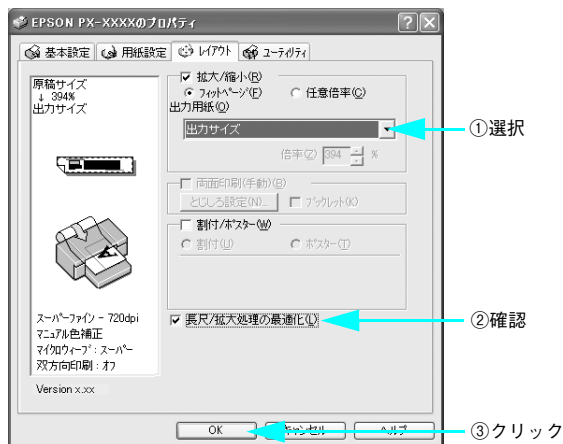 EPSON PX-XXXXのプロパティ
基本設定 用紙設定 レイアウト ユーティリティ
原稿サイズ
↓ 394%
出力サイズ
拡大/縮小(R)
フィットページ(F) 任意倍率(C)
出力用紙(O)
出力サイズ
①選択
倍率(Z) 394 %
両面印刷(手動)(B)
とじしろ設定(N)... ブックレット(K)
割付/ポスター(W)
割付(U) ポスター(T)
スーパーファイン - 720dpi
マニュアル色補正
マイクロウィーブ：スーパー
双方向印刷：オフ
長尺/拡大処理の最適化(L)
②確認
Version x.xx
OK キャンセル ヘルプ
③クリック